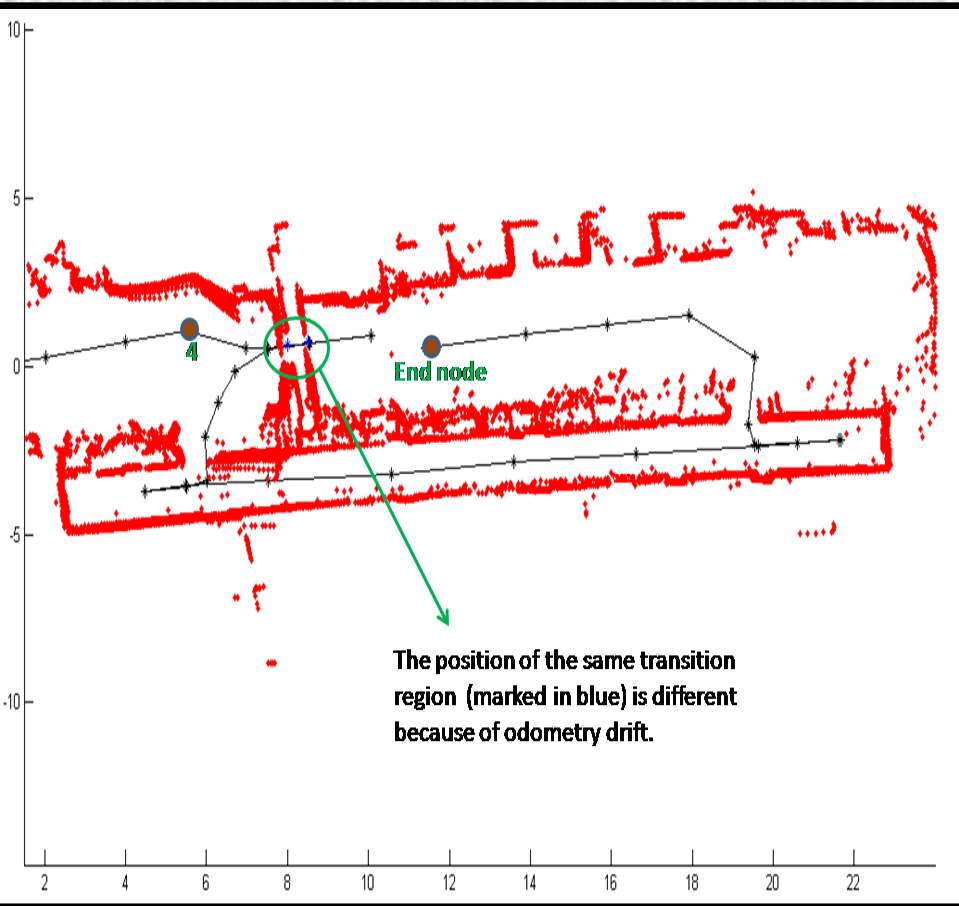 10
5
0
-5
-10
4
End node
The position of the same transition
region (marked in blue) is different
because of odometry drift.
2 4 6 8 10 12 14 16 18 20 22